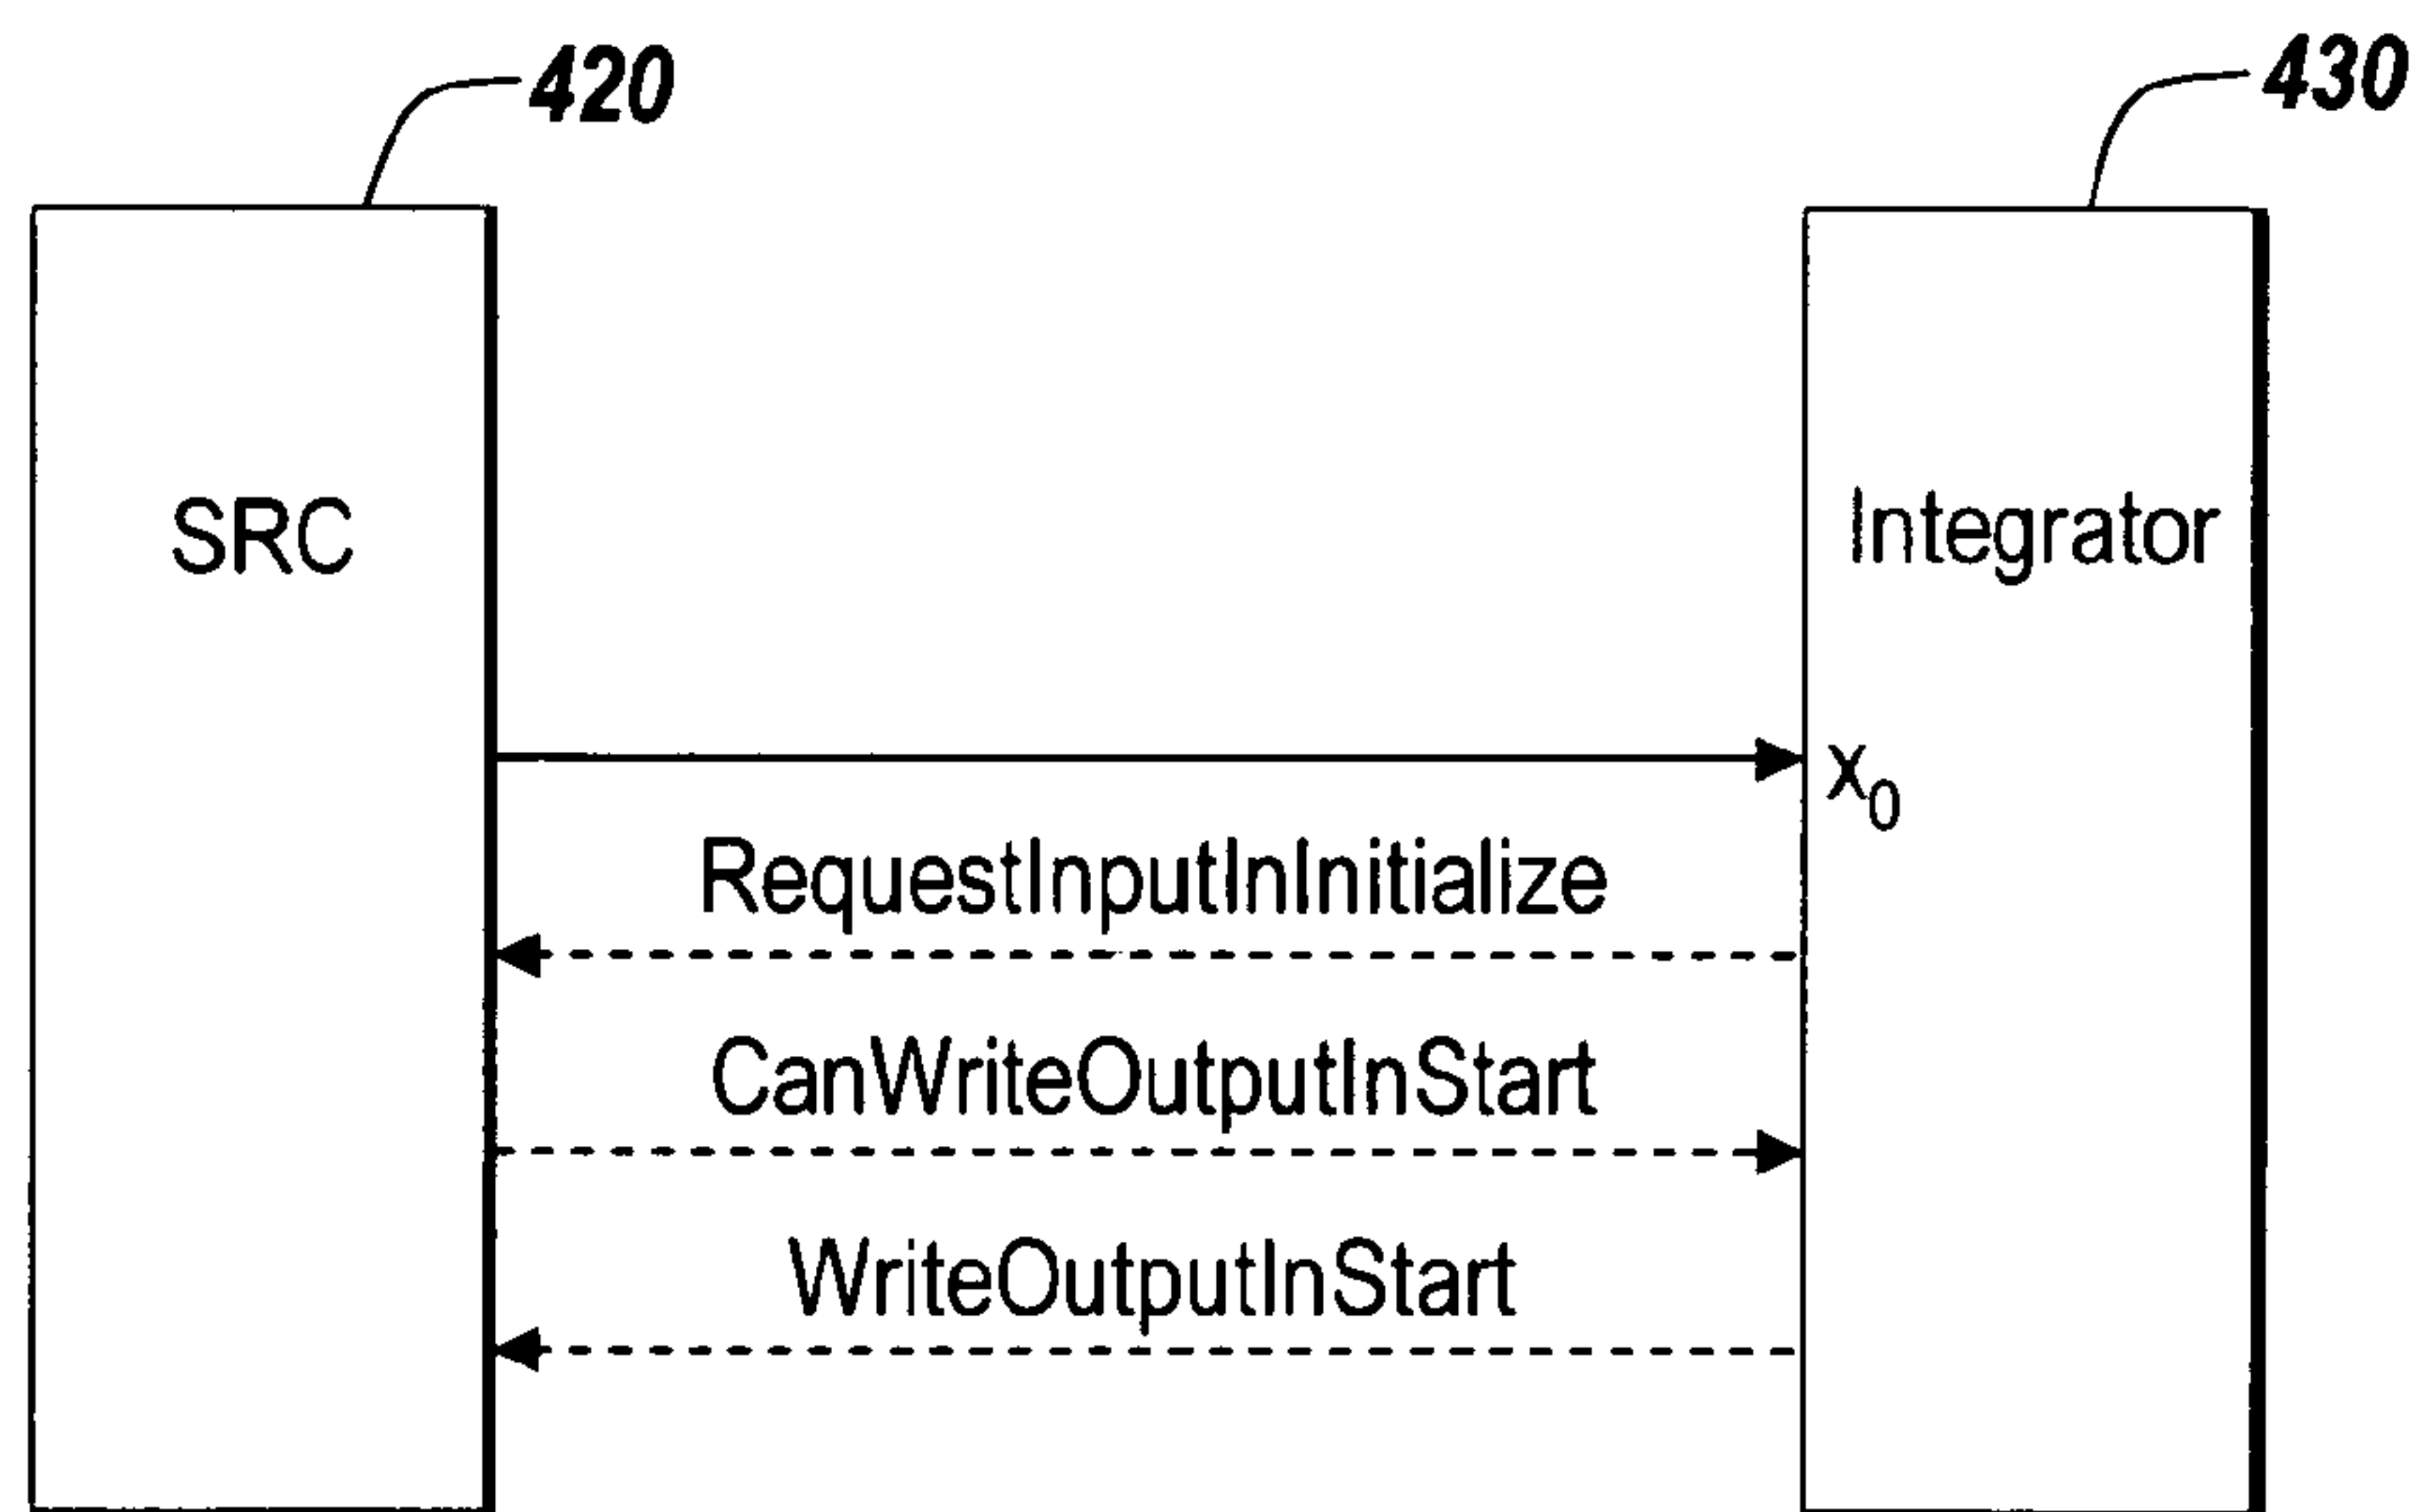 420
430
SRC
Integrator
x0
RequestInputInInitialize
CanWriteOutputInStart
WriteOutputInStart